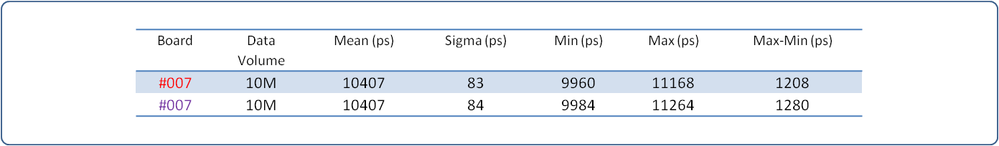 Board Data Volume Mean (ps) Sigma (ps) Min (ps) Max (ps) Max-Min (ps)
#007 10M 10407 83 9960 11168 1208
#007 10M 10407 84 9984 11264 1280